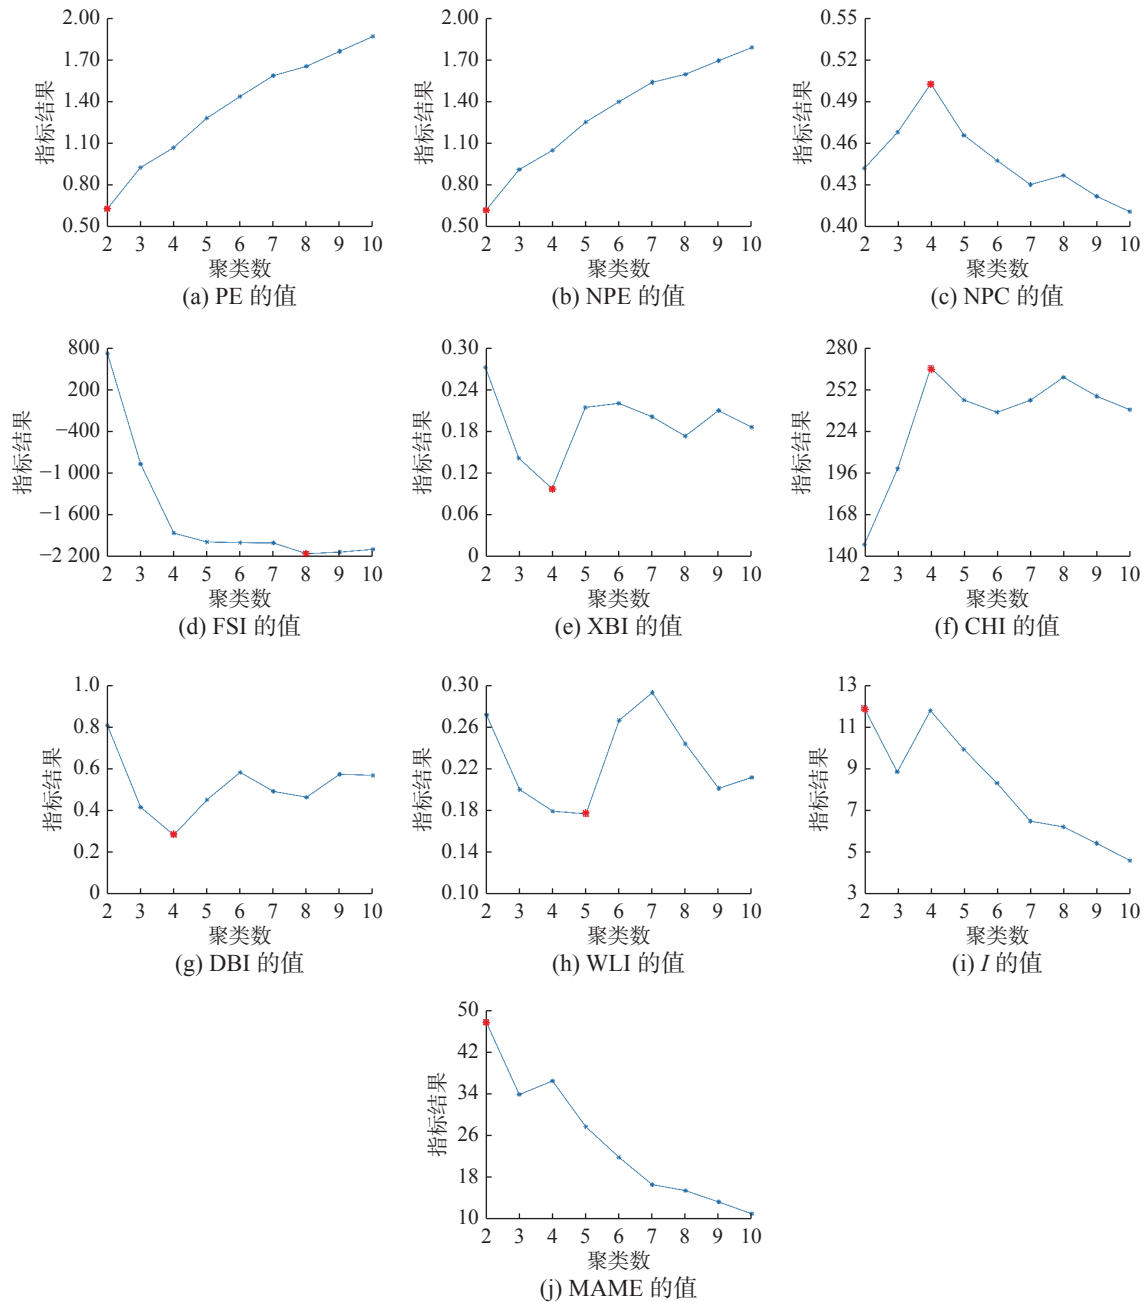 2.00
1.70
1.40
1.10
0.80
0.50
指标结果
2 3 4 5 6 7 8 9 10
聚类数
(a) PE 的值
2.00
1.70
1.40
1.10
0.80
0.50
指标结果
2 3 4 5 6 7 8 9 10
聚类数
(b) NPE 的值
0.55
0.52
0.49
0.46
0.43
0.40
指标结果
2 3 4 5 6 7 8 9 10
聚类数
(c) NPC 的值
800
200
−400
−1 000
−1 600
−2 200
指标结果
2 3 4 5 6 7 8 9 10
聚类数
(d) FSI 的值
0.30
0.24
0.18
0.12
0.06
0
指标结果
2 3 4 5 6 7 8 9 10
聚类数
(e) XBI 的值
280
252
224
196
168
140
指标结果
2 3 4 5 6 7 8 9 10
聚类数
(f) CHI 的值
1.0
0.8
0.6
0.4
0.2
0
指标结果
2 3 4 5 6 7 8 9 10
聚类数
(g) DBI 的值
0.30
0.26
0.22
0.18
0.14
0.10
指标结果
2 3 4 5 6 7 8 9 10
聚类数
(h) WLI 的值
13
11
9
7
5
3
指标结果
2 3 4 5 6 7 8 9 10
聚类数
(i) I 的值
50
42
34
26
18
10
指标结果
2 3 4 5 6 7 8 9 10
聚类数
(j) MAME 的值